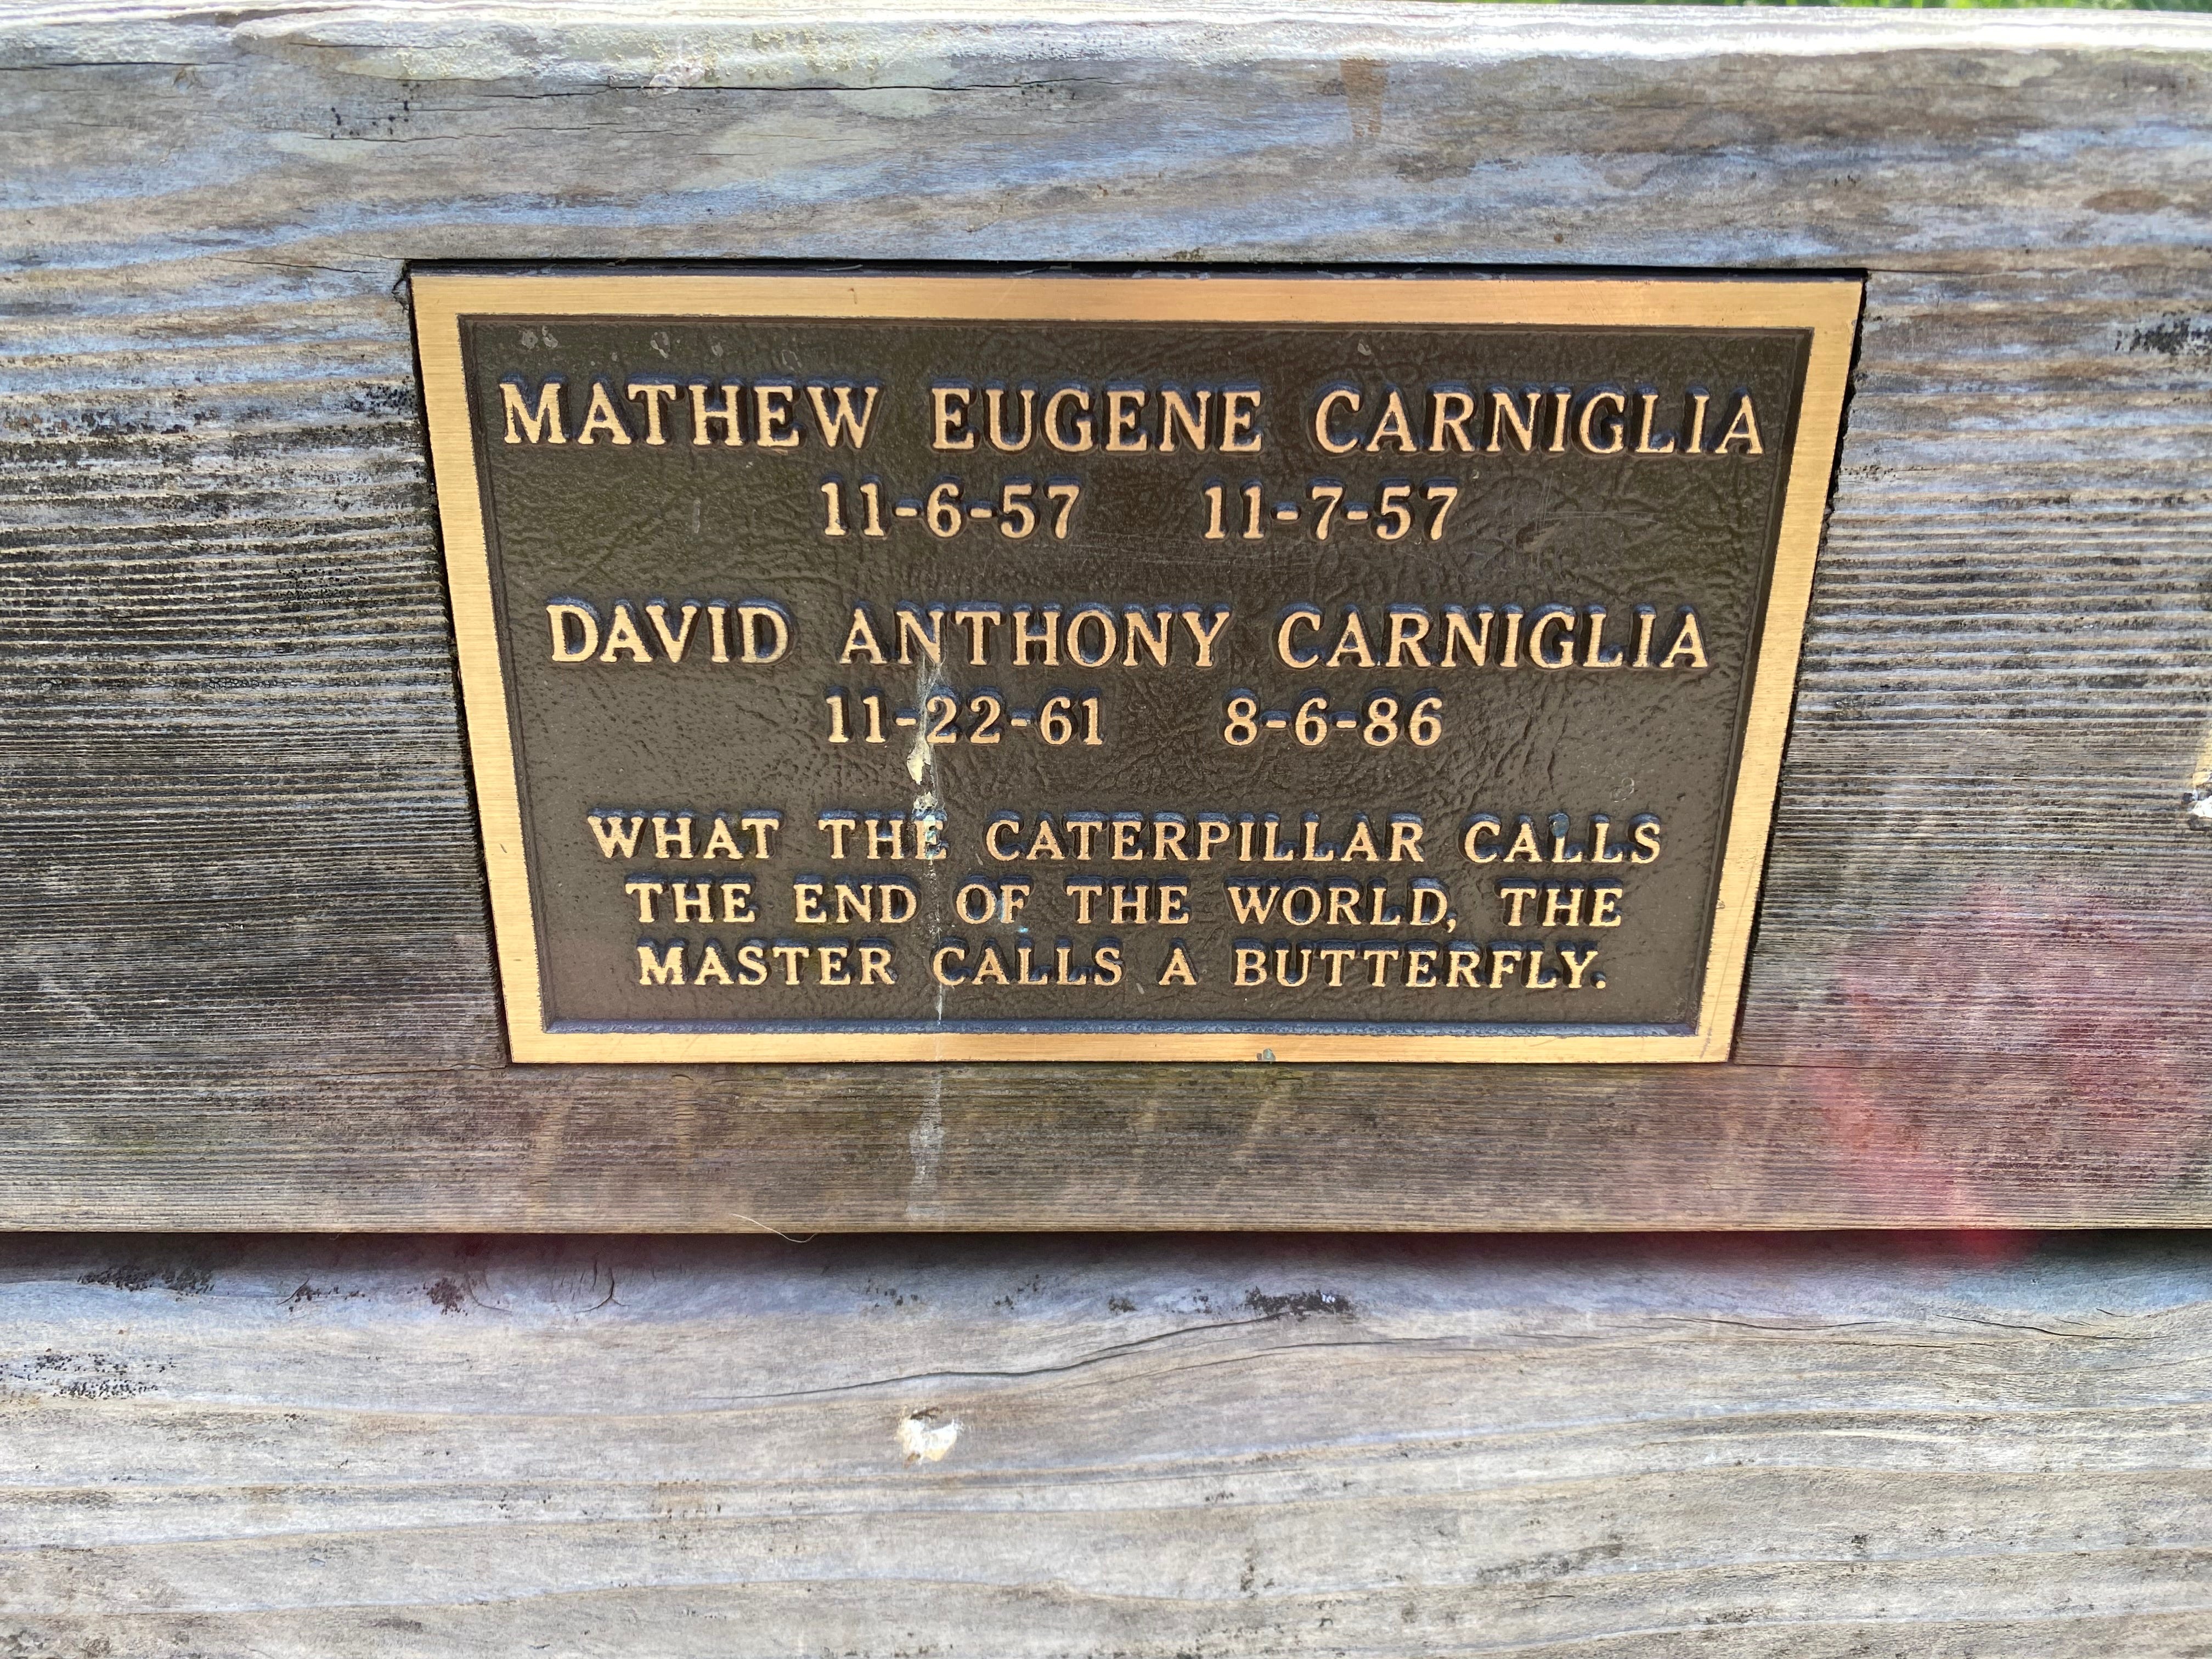 MATHEW EUGENE CARNIGLIA
11-6-57 11-7-57
DAVID ANTHONY CARNIGLIA
11-22-61 8-6-86
WHAT THE CATERPILLAR CALLS
THE END OF THE WORLD, THE
MASTER CALLS A BUTTERFLY.